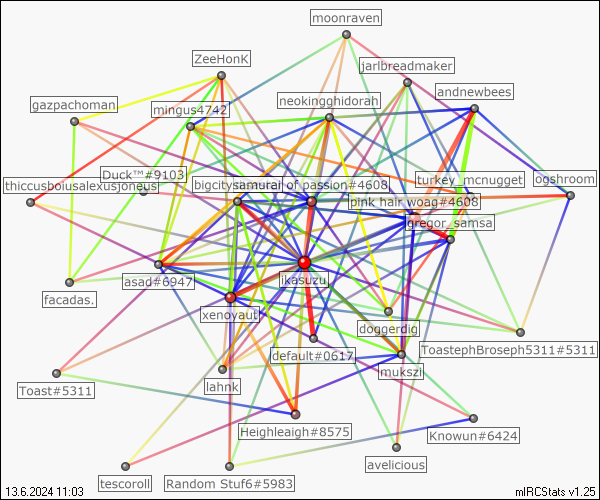 moonraven
ZeeHonK
jarlbreadmaker
gazpachoman
mingus4742
neokingghidorah
andnewbees
Duck™#9103
thiccusboiusalexusjoneus
bigcitysamurai of passion#4608
turkey_mcnugget
ogshroom
pink hair woag#4608
gregor_samsa
asad#6947
ikasuzu
facadas.
xenoyaut
doggerdig
default#0617
ToastephBroseph5311#5311
mukszi
Toast#5311
lahnk
Heighleaigh#8575
Knowun#6424
avelicious
tescoroll
Random Stuf6#5983
13.6.2024 11:03
mIRCStats v1.25